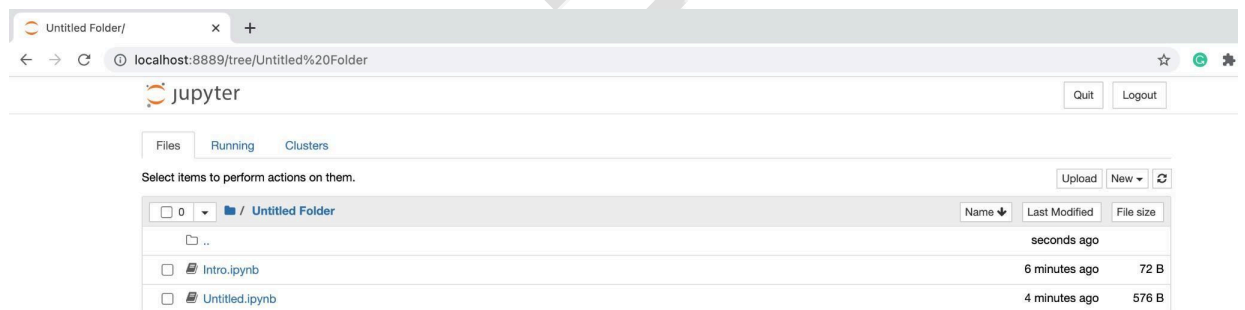 Untitled Folder/
localhost:8889/tree/Untitled%20Folder
jupyter
Quit Logout
Files Running Clusters
Select items to perform actions on them.
Upload New
0 / Untitled Folder Name Last Modified File size
.. seconds ago
Intro.ipynb 6 minutes ago 72 B
Untitled.ipynb 4 minutes ago 576 B